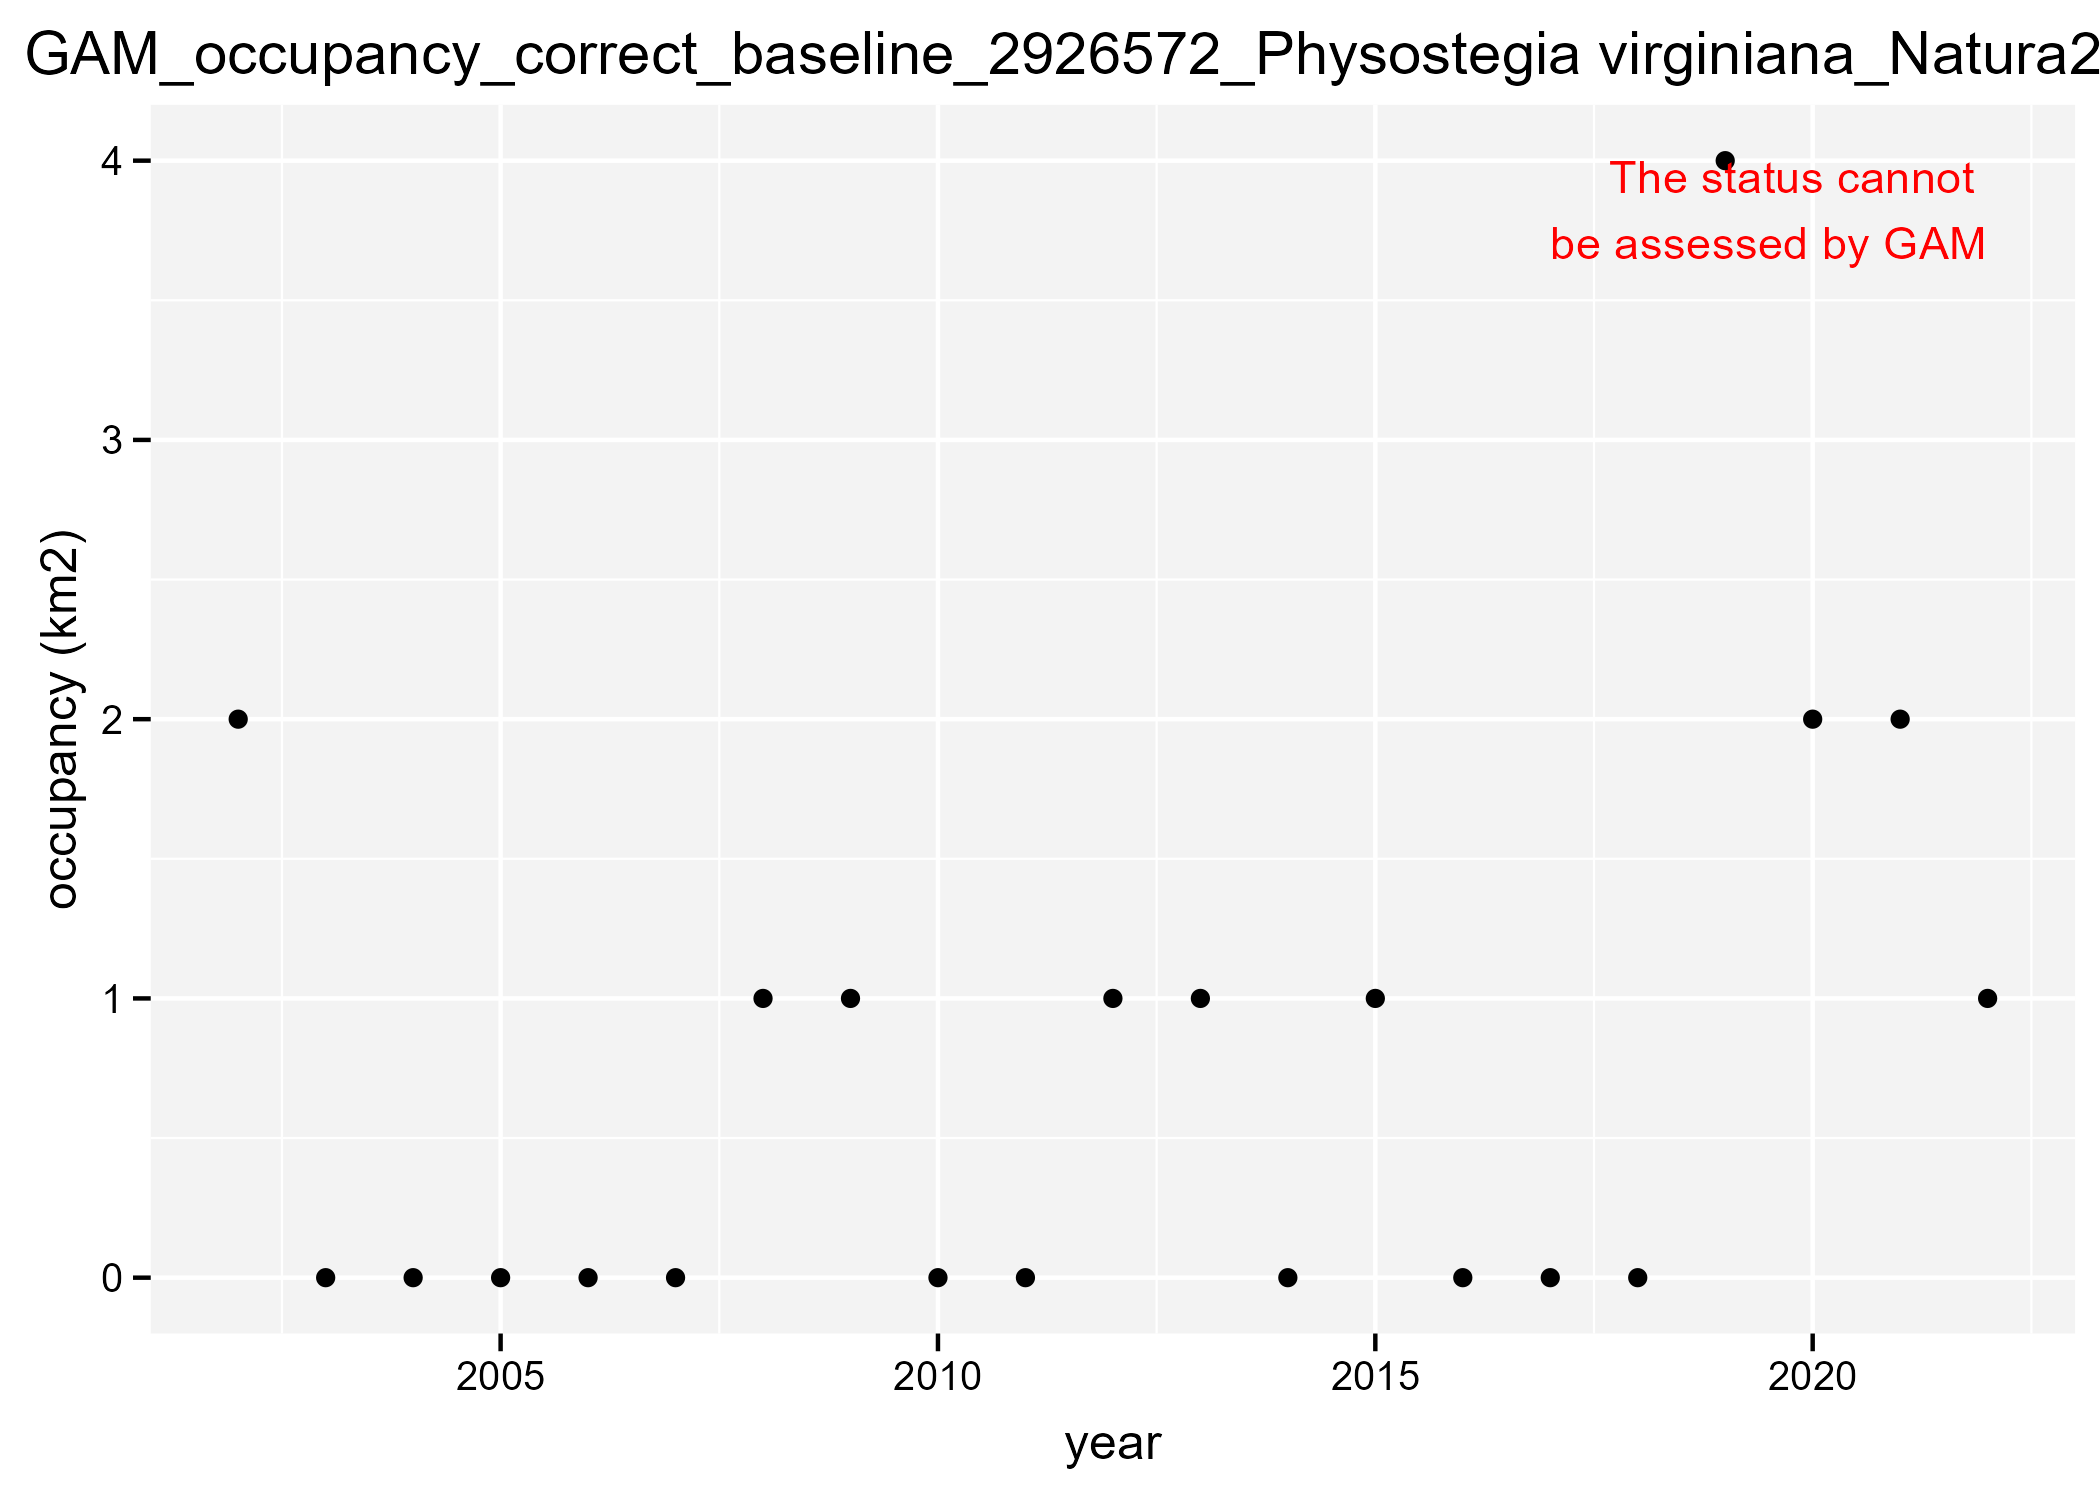 GAM_occupancy_correct_baseline_2926572_Physostegia virginiana_Natura2
4
3
2
1
0
occupancy (km2)
The status cannot
be assessed by GAM
2005 2010 2015 2020
year